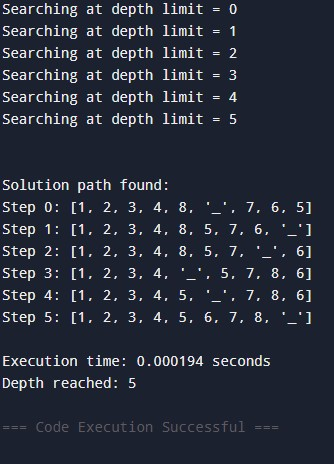 Searching at depth limit = 0
Searching at depth limit = 1
Searching at depth limit = 2
Searching at depth limit = 3
Searching at depth limit = 4
Searching at depth limit = 5
Solution path found:
Step 0: [1, 2, 3, 4, 8, '_', 7, 6, 5]
Step 1: [1, 2, 3, 4, 8, 5, 7, 6, '_']
Step 2: [1, 2, 3, 4, 8, 5, 7, '_', 6]
Step 3: [1, 2, 3, 4, '_', 5, 7, 8, 6]
Step 4: [1, 2, 3, 4, 5, '_', 7, 8, 6]
Step 5: [1, 2, 3, 4, 5, 6, 7, 8, '_']
Execution time: 0.000194 seconds
Depth reached: 5
=== Code Execution Successful ===